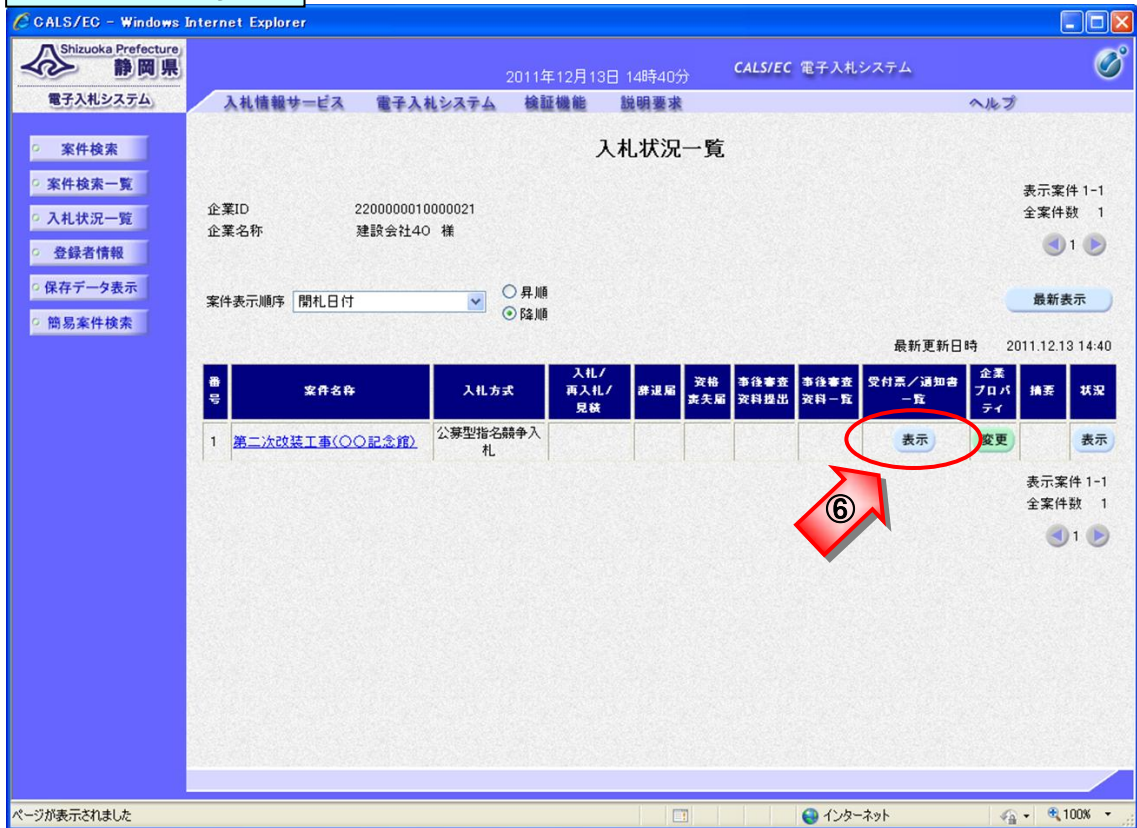 CALS/EC - Windows Internet Explorer
Shizuoka Prefecture
静岡県
電子入札システム
2011年12月13日 14時40分
CALS/EC 電子入札システム
入札情報サービス 電子入札システム 検証機能 説明要求 ヘルプ
案件検索
案件検索一覧
入札状況一覧
登録者情報
保存データ表示
簡易案件検索
入札状況一覧
表示案件 1-1
全案件数 1
1
企業ID 2200000010000021
企業名称 建設会社40 様
案件表示順序 開札日付
昇順
降順
最新表示
最新更新日時 2011.12.13 14:40
番号 案件名称 入札方式 入札/再入札/見積 辞退届 資格喪失届 事後審査資料提出 事後審査資料一覧 受付票/通知書一覧 企業プロパティ 摘要 状況
1 第二次改装工事(〇〇記念館) 公募型指名競争入札 表示 変更 表示
⑥
表示案件 1-1
全案件数 1
1
ページが表示されました インターネット 100%